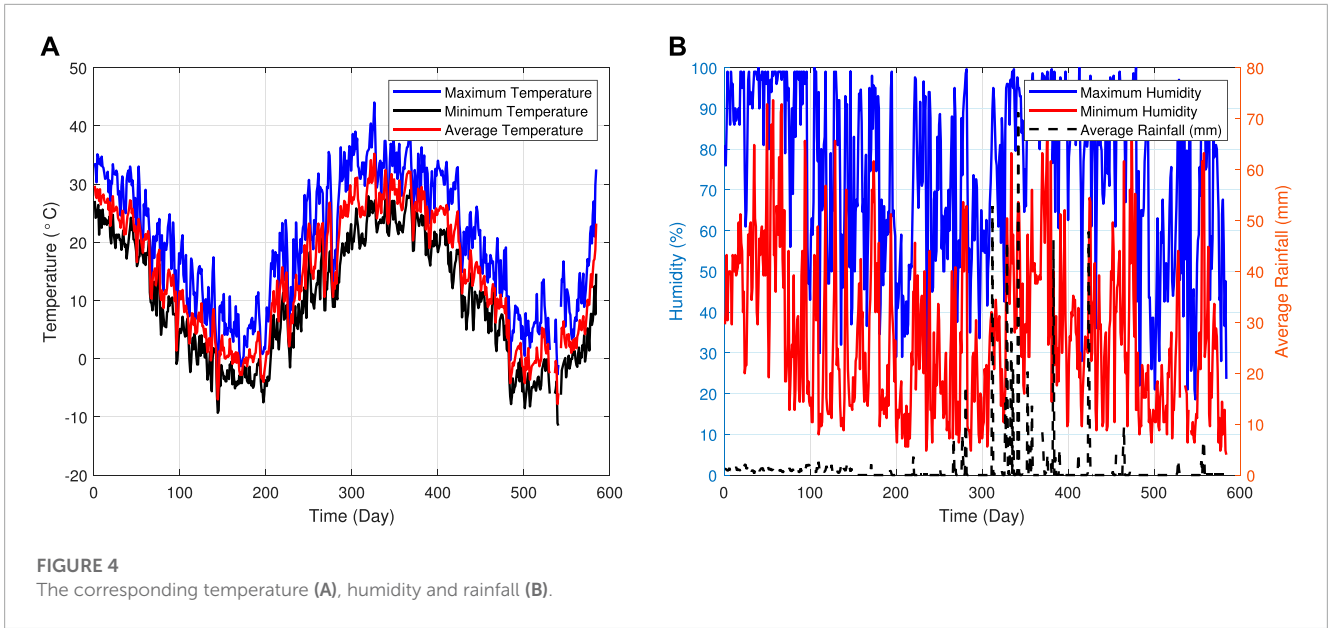 A
B
50
40
30
20
10
0
-10
-20
0
100
200
300
400
500
600
Temperature (°C)
Time (Day)
Maximum Temperature
Minimum Temperature
Average Temperature
100
90
80
70
60
50
40
30
20
10
0
80
70
60
50
40
30
20
10
0
0
100
200
300
400
500
600
Humidity (%)
Average Rainfall (mm)
Time (Day)
Maximum Humidity
Minimum Humidity
Average Rainfall (mm)
FIGURE 4
The corresponding temperature (A), humidity and rainfall (B).